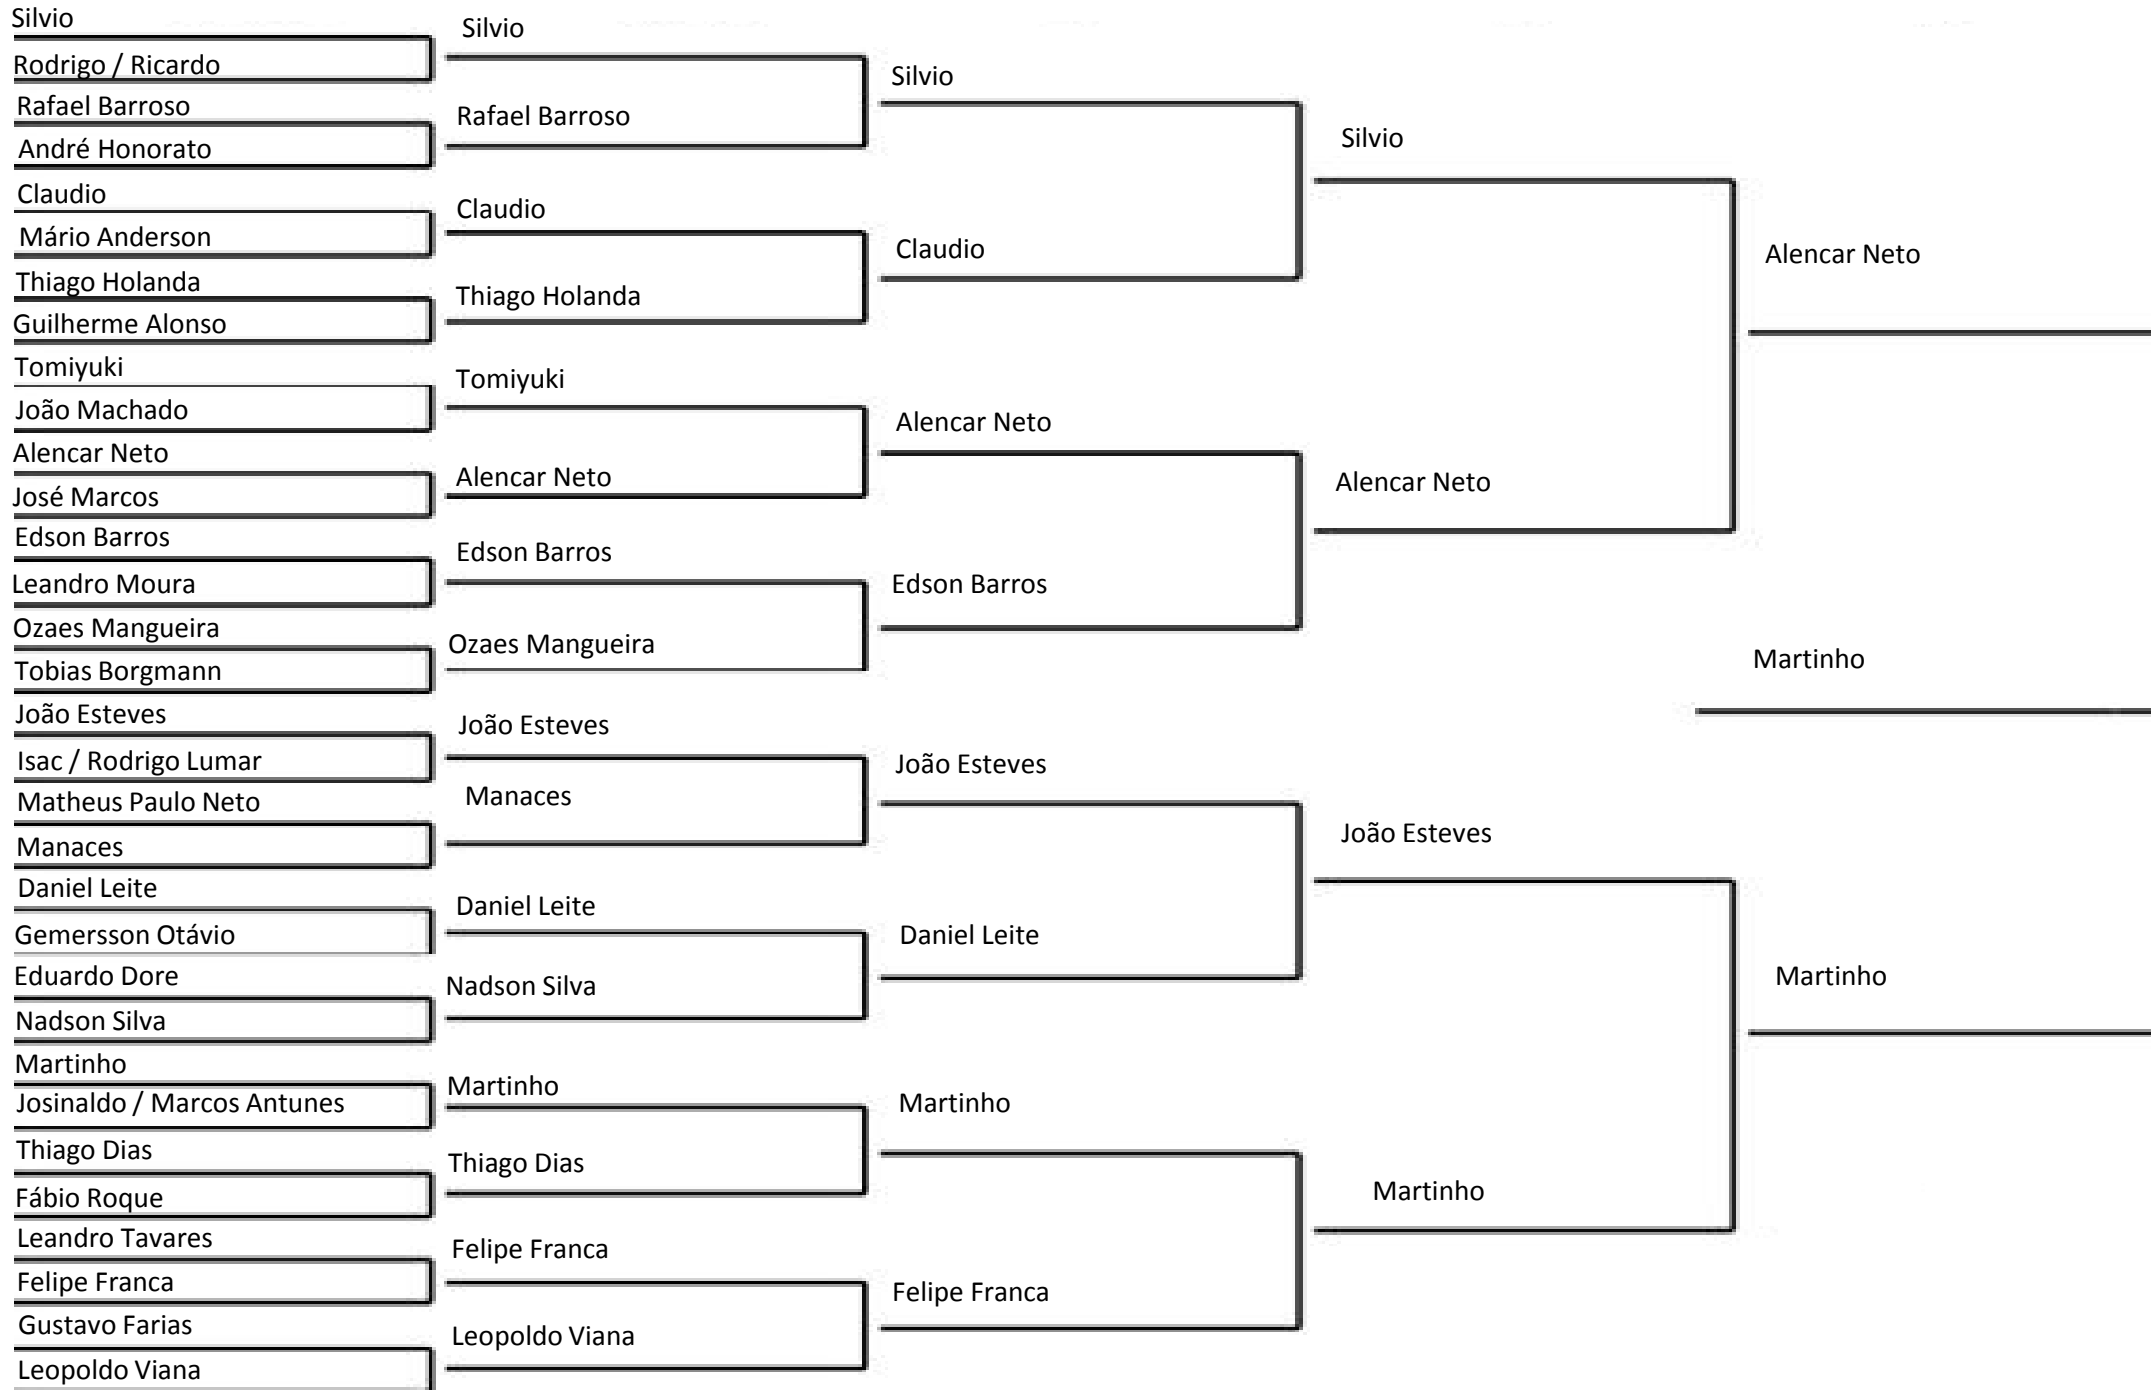 Silvio
Rodrigo / Ricardo
Rafael Barroso
André Honorato
Claudio
Mário Anderson
Thiago Holanda
Guilherme Alonso
Tomiyuki
João Machado
Alencar Neto
José Marcos
Edson Barros
Leandro Moura
Ozaes Mangueira
Tobias Borgmann
João Esteves
Isac / Rodrigo Lumar
Matheus Paulo Neto
Manaces
Daniel Leite
Gemersson Otávio
Eduardo Dore
Nadson Silva
Martinho
Josinaldo / Marcos Antunes
Thiago Dias
Fábio Roque
Leandro Tavares
Felipe Franca
Gustavo Farias
Leopoldo Viana
Silvio
Rafael Barroso
Claudio
Thiago Holanda
Tomiyuki
Alencar Neto
Edson Barros
Ozaes Mangueira
João Esteves
Manaces
Daniel Leite
Nadson Silva
Martinho
Thiago Dias
Felipe Franca
Leopoldo Viana
Silvio
Claudio
Alencar Neto
Edson Barros
João Esteves
Daniel Leite
Martinho
Felipe Franca
Silvio
Alencar Neto
João Esteves
Martinho
Alencar Neto
Martinho
Martinho